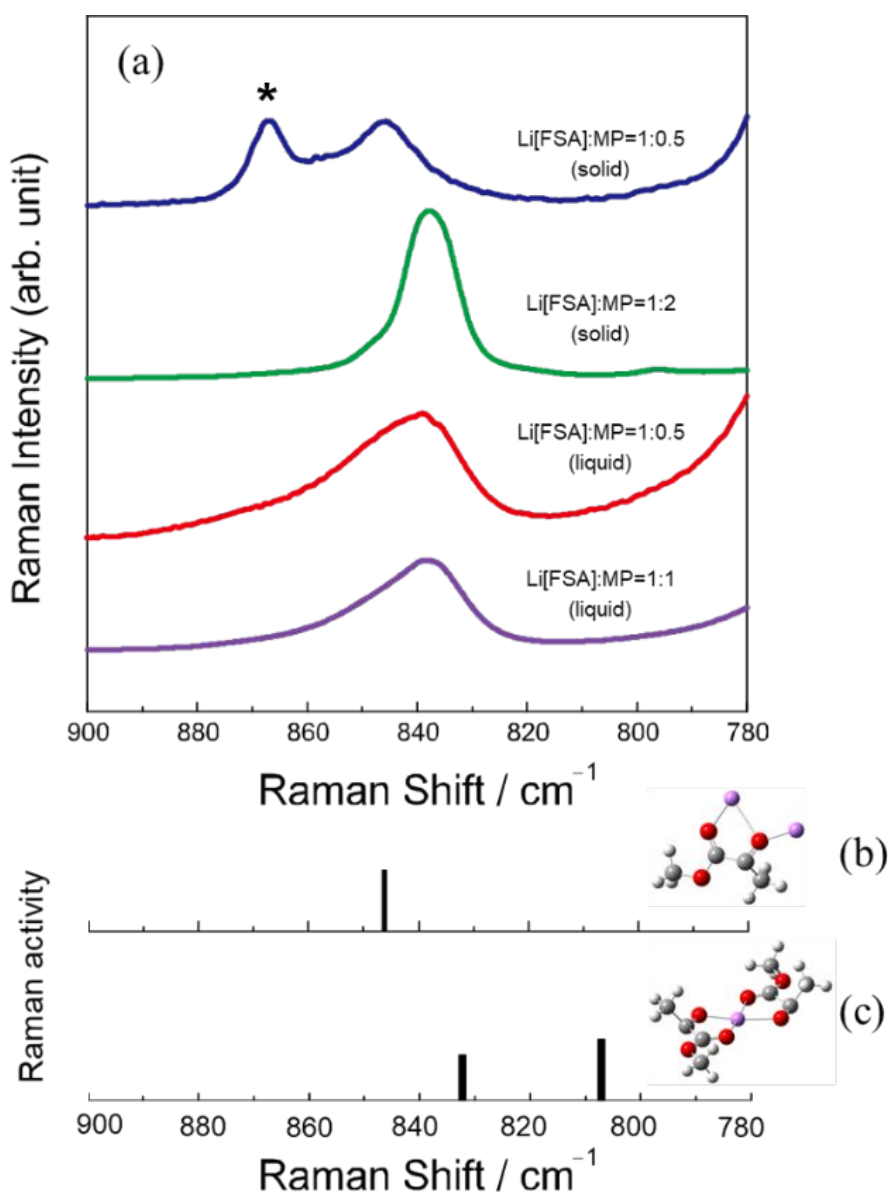 (a)
*
Li[FSA]:MP=1:0.5
(solid)
Li[FSA]:MP=1:2
(solid)
Li[FSA]:MP=1:0.5
(liquid)
Li[FSA]:MP=1:1
(liquid)
Raman Intensity (arb. unit)
900 880 860 840 820 800 780
Raman Shift / cm⁻¹
(b)
(c)
Raman activity
900 880 860 840 820 800 780
Raman Shift / cm⁻¹